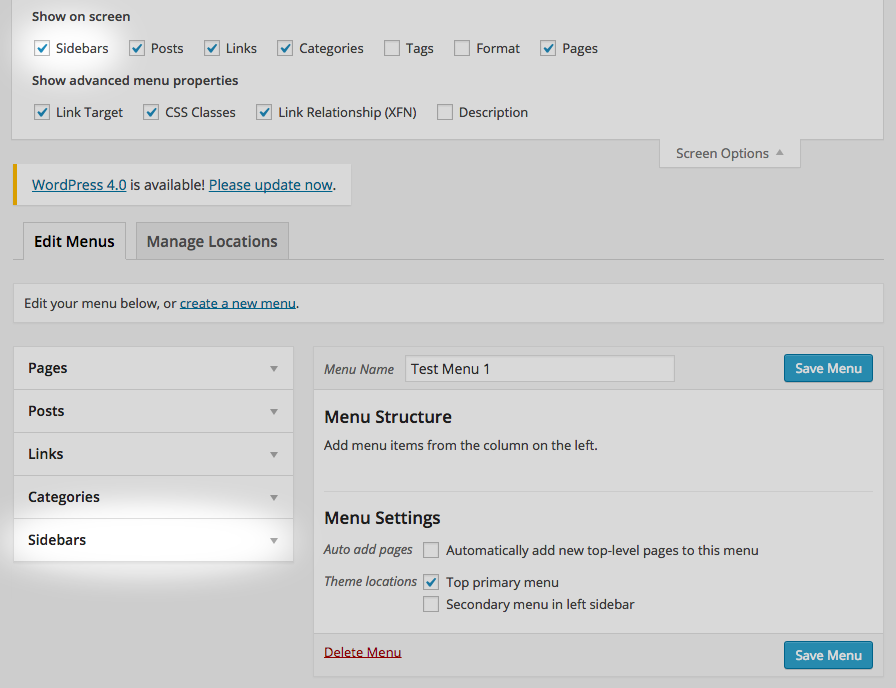 Show on screen
Sidebars Posts Links Categories Tags Format Pages
Show advanced menu properties
Link Target CSS Classes Link Relationship (XFN) Description
Screen Options
WordPress 4.0 is available! Please update now.
Edit Menus Manage Locations
Edit your menu below, or create a new menu.
Pages
Posts
Links
Categories
Sidebars
Menu Name Test Menu 1 Save Menu
Menu Structure
Add menu items from the column on the left.
Menu Settings
Auto add pages Automatically add new top-level pages to this menu
Theme locations Top primary menu
Secondary menu in left sidebar
Delete Menu Save Menu